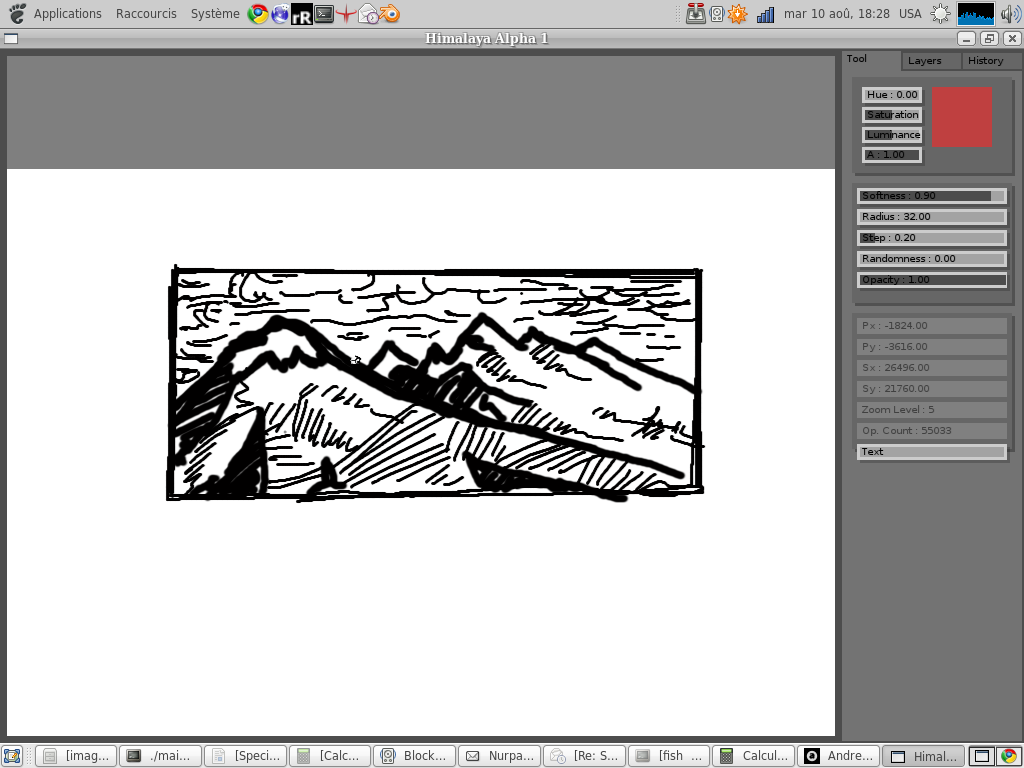 Applications Raccourcis Système rR mar 10 aoû, 18:28 USA
Himalaya Alpha 1
Tool Layers History
Hue : 0.00
Saturation
Luminance
A : 1.00
Softness : 0.90
Radius : 32.00
Step : 0.20
Randomness : 0.00
Opacity : 1.00
Px : -1824.00
Py : -3616.00
Sx : 26496.00
Sy : 21760.00
Zoom Level : 5
Op. Count : 55033
Text
[imag... ./mai... [Speci... [Calc... Block... Nurpa... [Re: S... [fish ... Calcul... Andre... Himal...